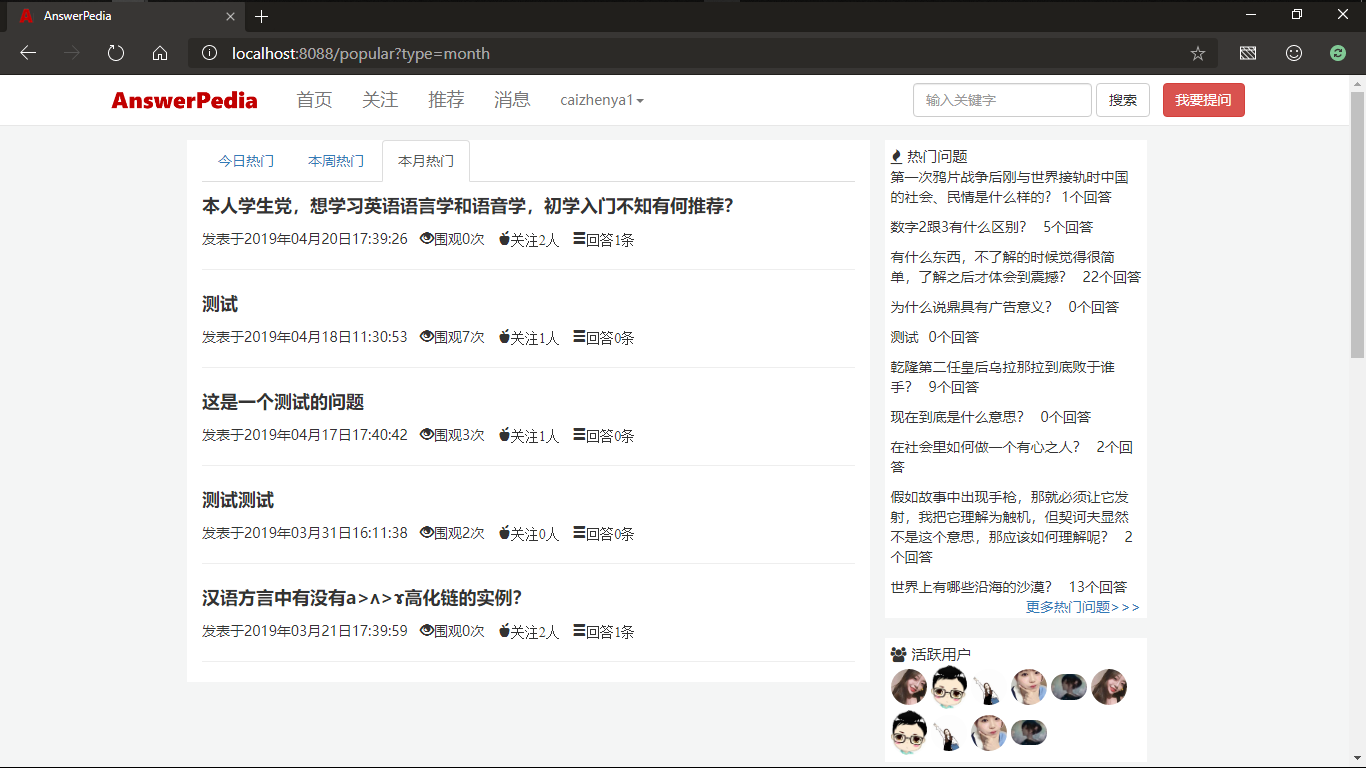 AnswerPedia
localhost:8088/popular?type=month
AnswerPedia 首页 关注 推荐 消息 caizhenya1 输入关键字 搜索 我要提问
今日热门 本周热门 本月热门
本人学生党，想学习英语语言学和语音学，初学入门不知有何推荐？
发表于2019年04月20日17:39:26 围观0次 关注2人 回答1条
测试
发表于2019年04月18日11:30:53 围观7次 关注1人 回答0条
这是一个测试的问题
发表于2019年04月17日17:40:42 围观3次 关注1人 回答0条
测试测试
发表于2019年03月31日16:11:38 围观2次 关注0人 回答0条
汉语方言中有没有a>ʌ>ɤ高化链的实例？
发表于2019年03月21日17:39:59 围观0次 关注2人 回答1条
热门问题
第一次鸦片战争后刚与世界接轨时中国
的社会、民情是什么样的？ 1个回答
数字2跟3有什么区别？ 5个回答
有什么东西，不了解的时候觉得很简
单，了解之后才体会到震撼？ 22个回答
为什么说鼎具有广告意义？ 0个回答
测试 0个回答
乾隆第二任皇后乌拉那拉到底败于谁
手？ 9个回答
现在到底是什么意思？ 0个回答
在社会里如何做一个有心之人？ 2个回
答
假如故事中出现手枪，那就必须让它发
射，我把它理解为触机，但契诃夫显然
不是这个意思，那应该如何理解呢？ 2
个回答
世界上有哪些沿海的沙漠？ 13个回答
更多热门问题>>>
活跃用户